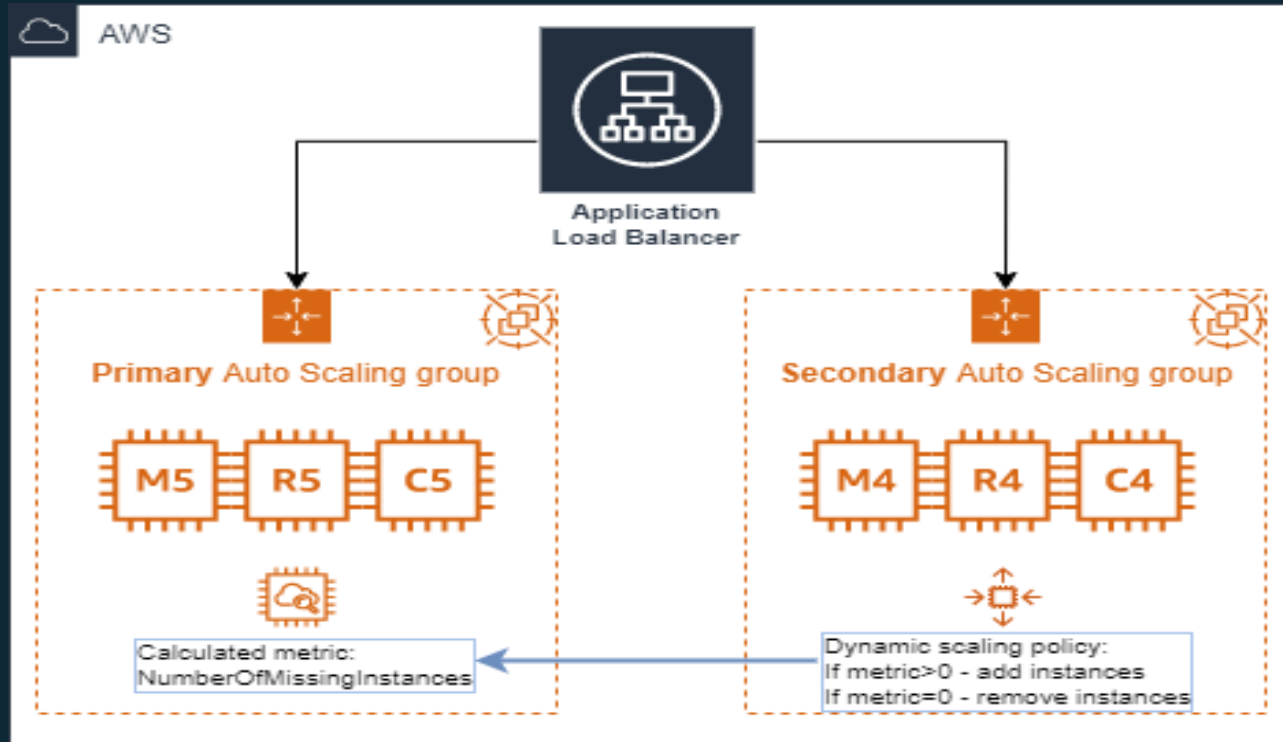 AWS
Application
Load Balancer
Primary Auto Scaling group
M5 R5 C5
Calculated metric:
NumberOfMissingInstances
Secondary Auto Scaling group
M4 R4 C4
Dynamic scaling policy:
If metric>0 - add instances
If metric=0 - remove instances